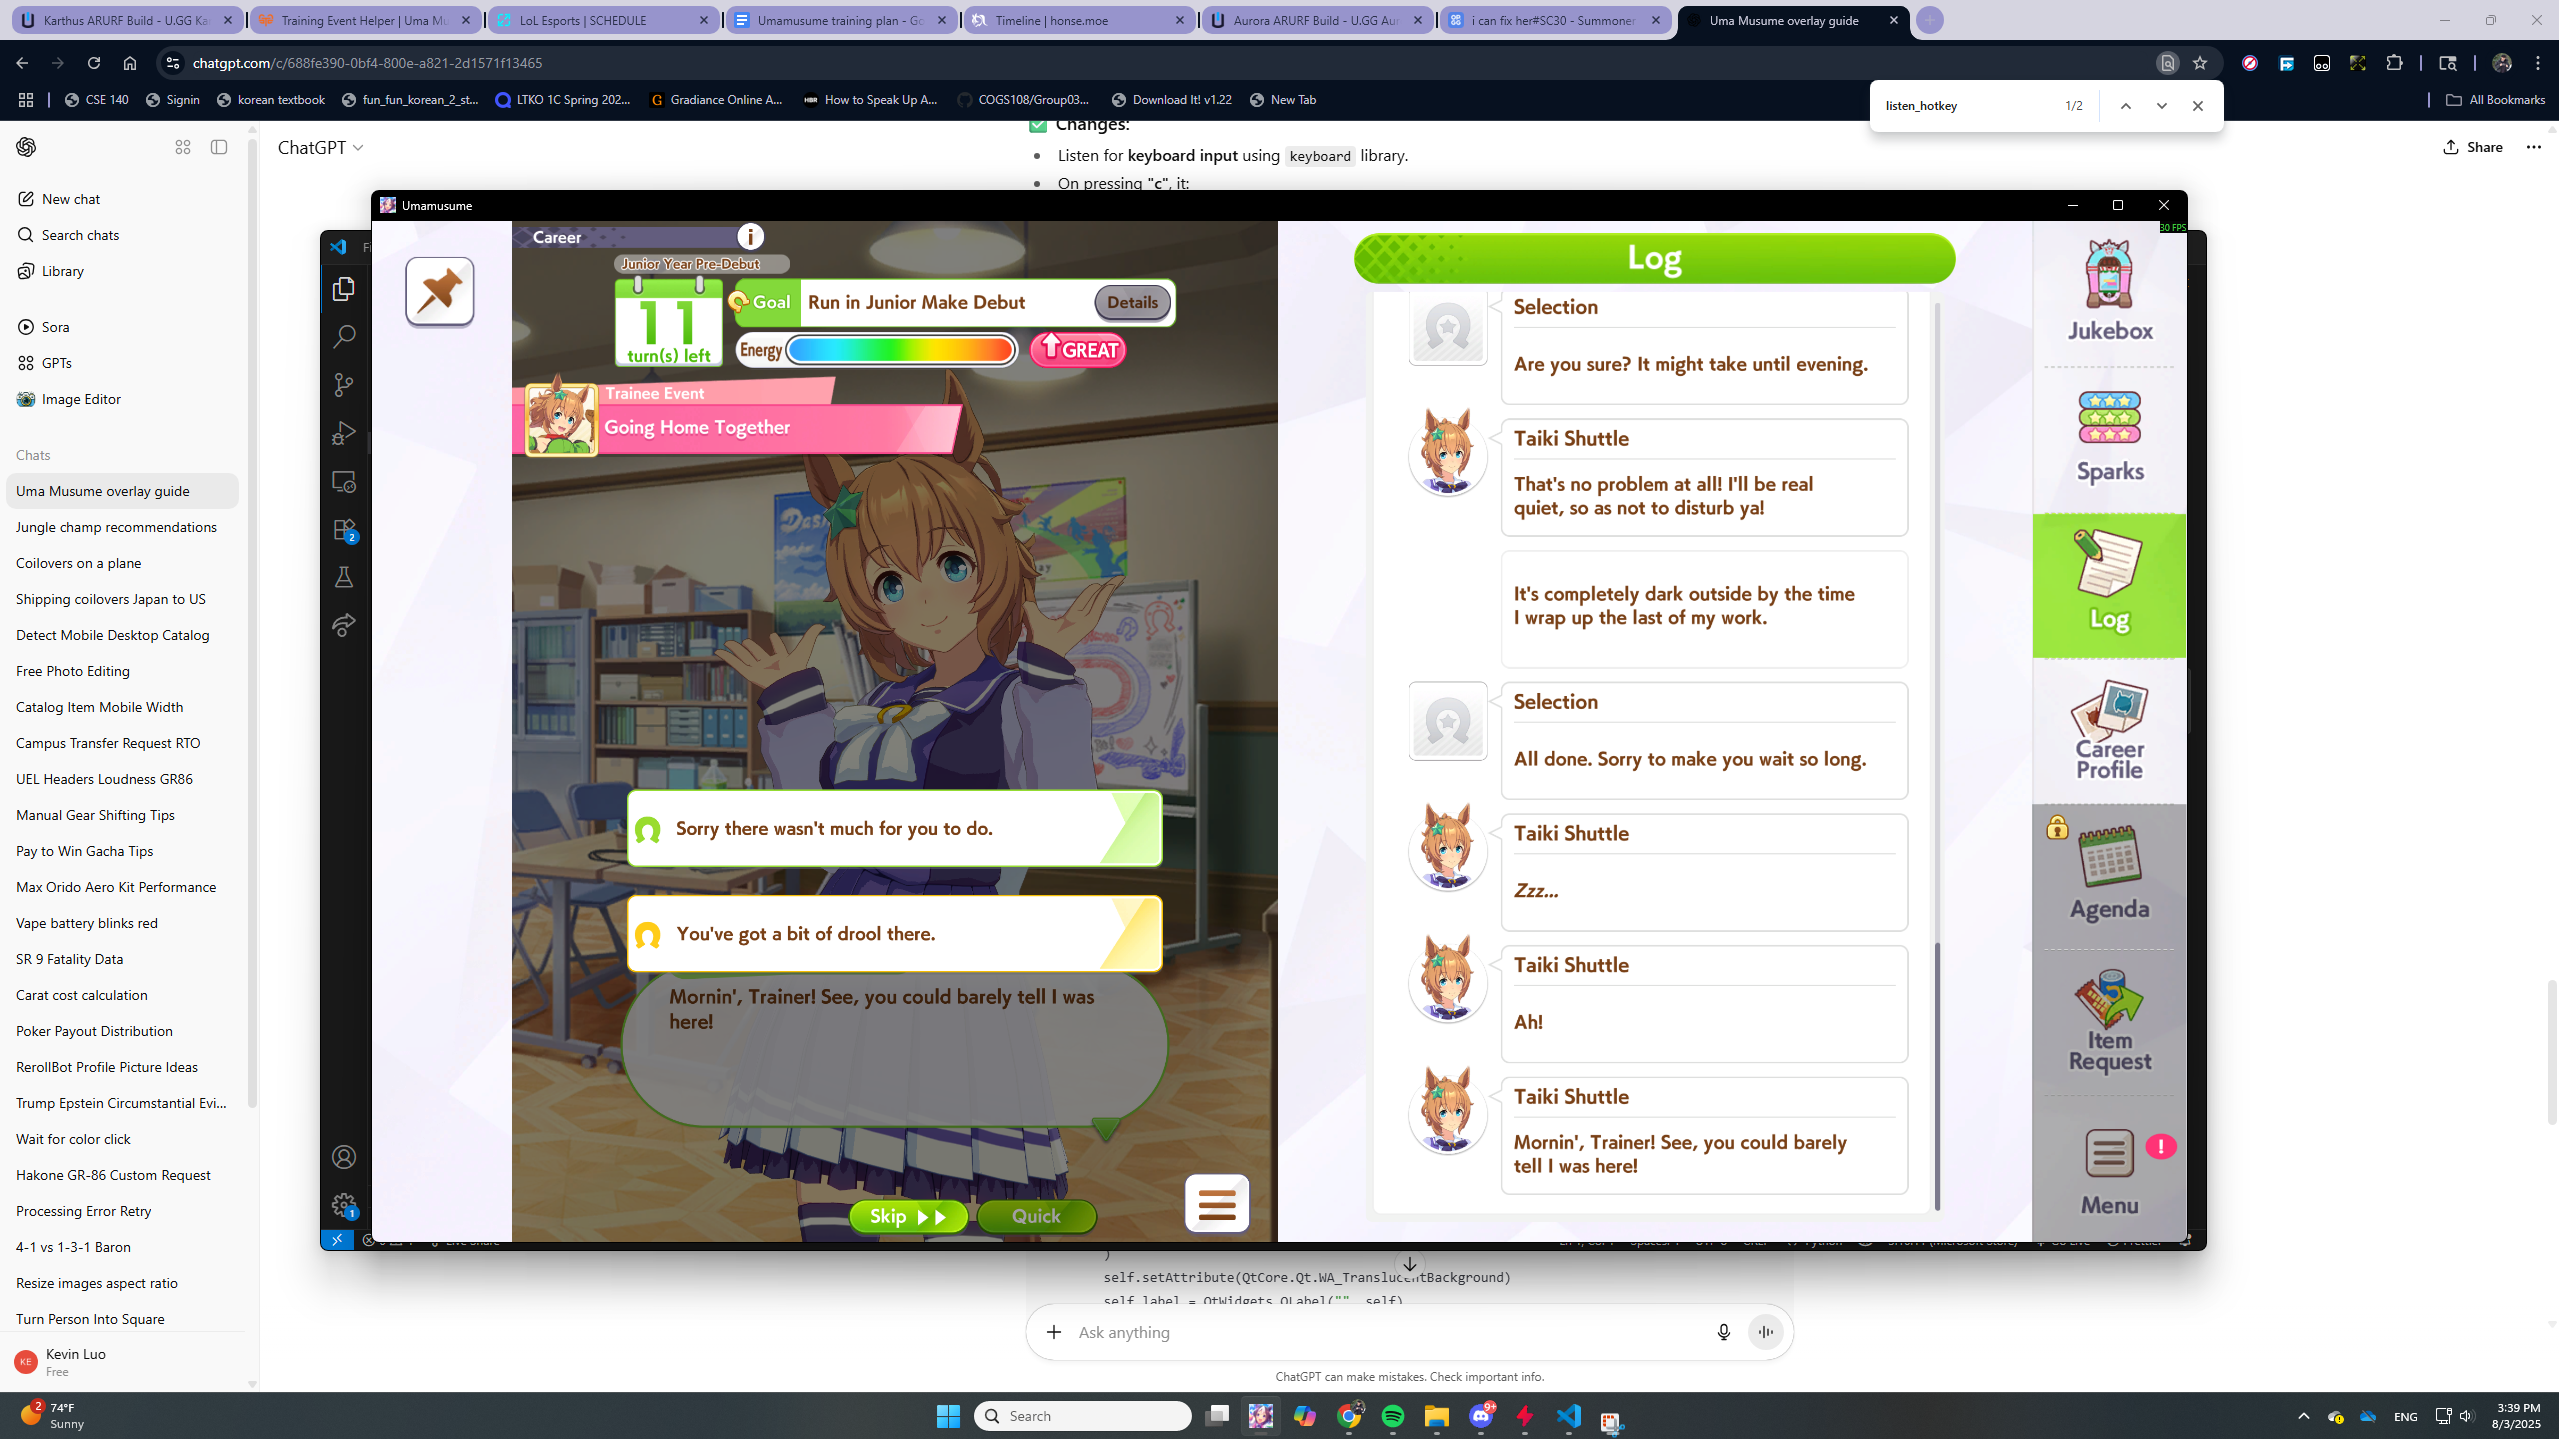 Karthus ARURF Build - U.GG Ka
Training Event Helper | Uma Mu
LoL Esports | SCHEDULE
Umamusume training plan - Go
Timeline | honse.moe
Aurora ARURF Build - U.GG Aur
i can fix her#SC30 - Summoner
Uma Musume overlay guide
chatgpt.com/c/688fe390-0bf4-800e-a821-2d1571f13465
CSE 140
Signin
korean textbook
fun_fun_korean_2_st...
LTKO 1C Spring 202...
Gradiance Online A...
How to Speak Up A...
COGS108/Group03...
Download It! v1.22
New Tab
All Bookmarks
listen_hotkey
1/2
ChatGPT
Share
Changes:
Listen for keyboard input using keyboard library.
On pressing "c", it:
New chat
Search chats
Library
Sora
GPTs
Image Editor
Chats
Uma Musume overlay guide
Jungle champ recommendations
Coilovers on a plane
Shipping coilovers Japan to US
Detect Mobile Desktop Catalog
Free Photo Editing
Catalog Item Mobile Width
Campus Transfer Request RTO
UEL Headers Loudness GR86
Manual Gear Shifting Tips
Pay to Win Gacha Tips
Max Orido Aero Kit Performance
Vape battery blinks red
SR 9 Fatality Data
Carat cost calculation
Poker Payout Distribution
RerollBot Profile Picture Ideas
Trump Epstein Circumstantial Evi...
Wait for color click
Hakone GR-86 Custom Request
Processing Error Retry
4-1 vs 1-3-1 Baron
Resize images aspect ratio
Turn Person Into Square
KE
Kevin Luo
Free
Umamusume
30 FPS
Career
i
Junior Year Pre-Debut
11
turn(s) left
Goal
Run in Junior Make Debut
Details
Energy
GREAT
Trainee Event
Going Home Together
Sorry there wasn't much for you to do.
You've got a bit of drool there.
Mornin', Trainer! See, you could barely tell I was
here!
Skip
Quick
Log
Selection
Are you sure? It might take until evening.
Taiki Shuttle
That's no problem at all! I'll be real
quiet, so as not to disturb ya!
It's completely dark outside by the time
I wrap up the last of my work.
Selection
All done. Sorry to make you wait so long.
Taiki Shuttle
Zzz...
Taiki Shuttle
Ah!
Taiki Shuttle
Mornin', Trainer! See, you could barely
tell I was here!
Jukebox
Sparks
Log
Career
Profile
Agenda
Item
Request
Menu
)
self.setAttribute(QtCore.Qt.WA_TranslucentBackground)
self.label = QtWidgets.QLabel("", self)
Ask anything
ChatGPT can make mistakes. Check important info.
2
74°F
Sunny
Search
9+
ENG
3:39 PM
8/3/2025